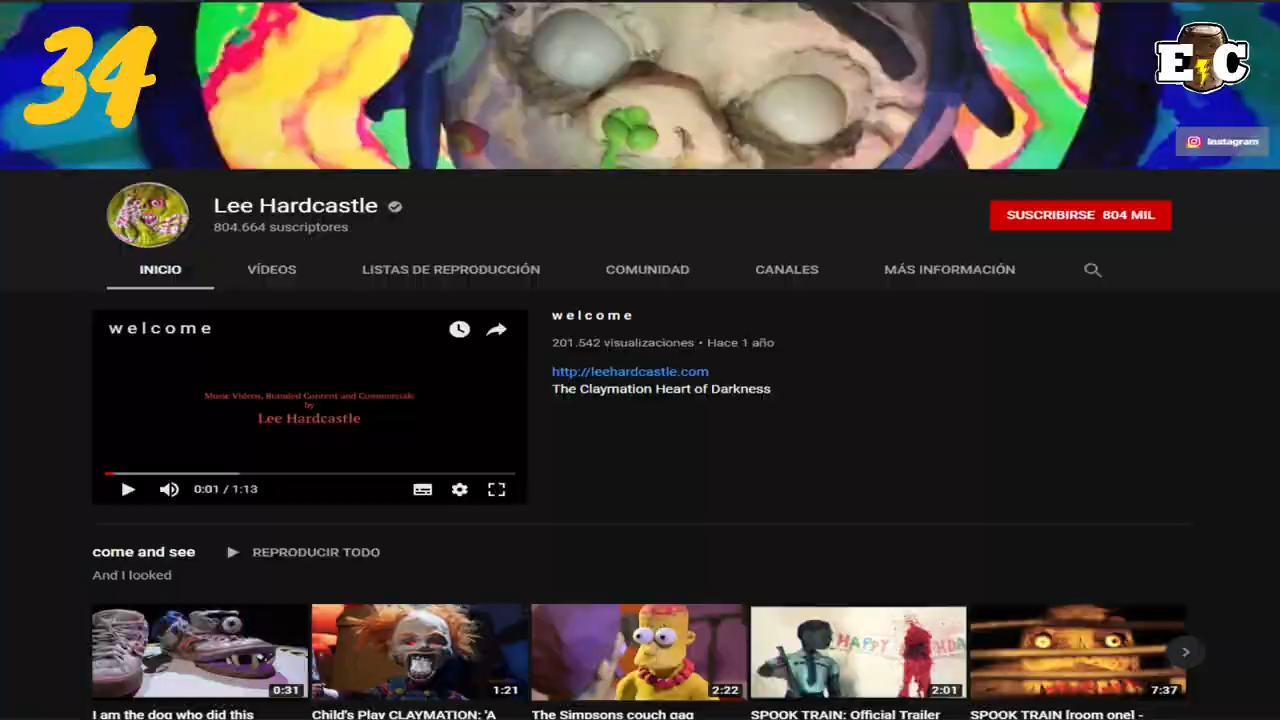 34
E C
Instagram
Lee Hardcastle
804.664 suscriptores
SUSCRIBIRSE 804 MIL
INICIO VÍDEOS LISTAS DE REPRODUCCIÓN COMUNIDAD CANALES MÁS INFORMACIÓN
welcome
Music Videos, Branded Content and Commercials
by
Lee Hardcastle
0:01 / 1:13
welcome
201.542 visualizaciones • Hace 1 año
http://leehardcastle.com
The Claymation Heart of Darkness
come and see REPRODUCIR TODO
And I looked
HAPPY
0:31 1:21 2:22 2:01 7:37
I am the dog who did this Child's Play CLAYMATION: 'A The Simpsons couch gag SPOOK TRAIN: Official Trailer SPOOK TRAIN [room one] -